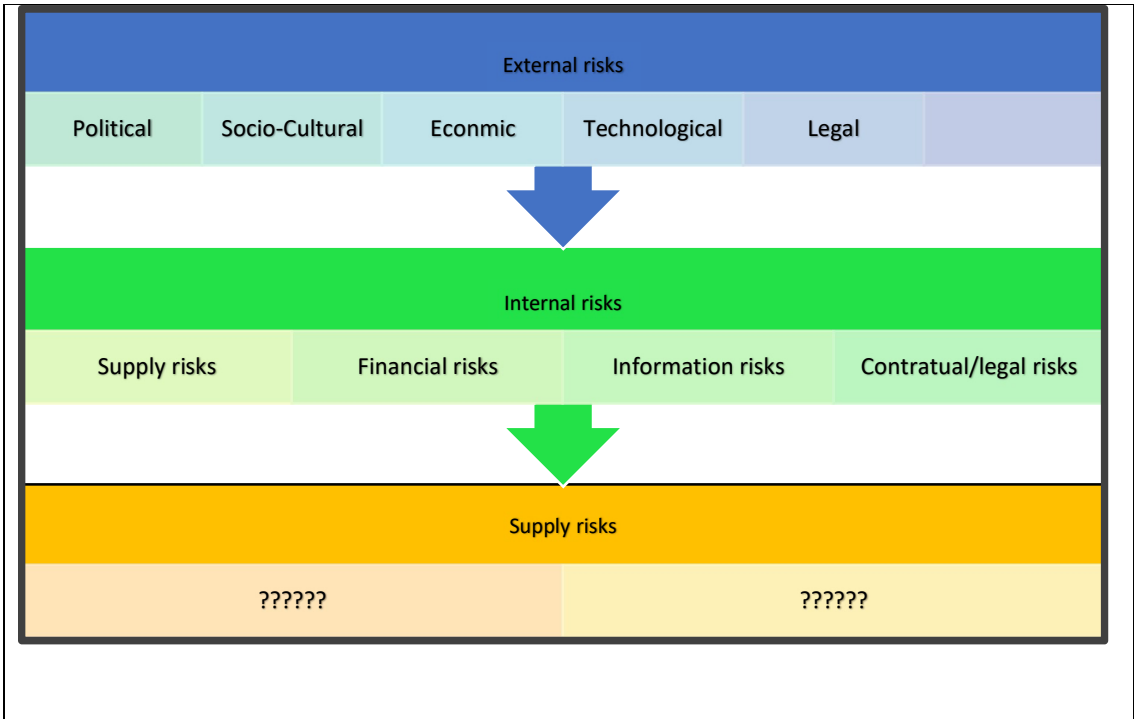 External risks
Political Socio-Cultural Econmic Technological Legal
Internal risks
Supply risks Financial risks Information risks Contratual/legal risks
Supply risks
?????? ??????